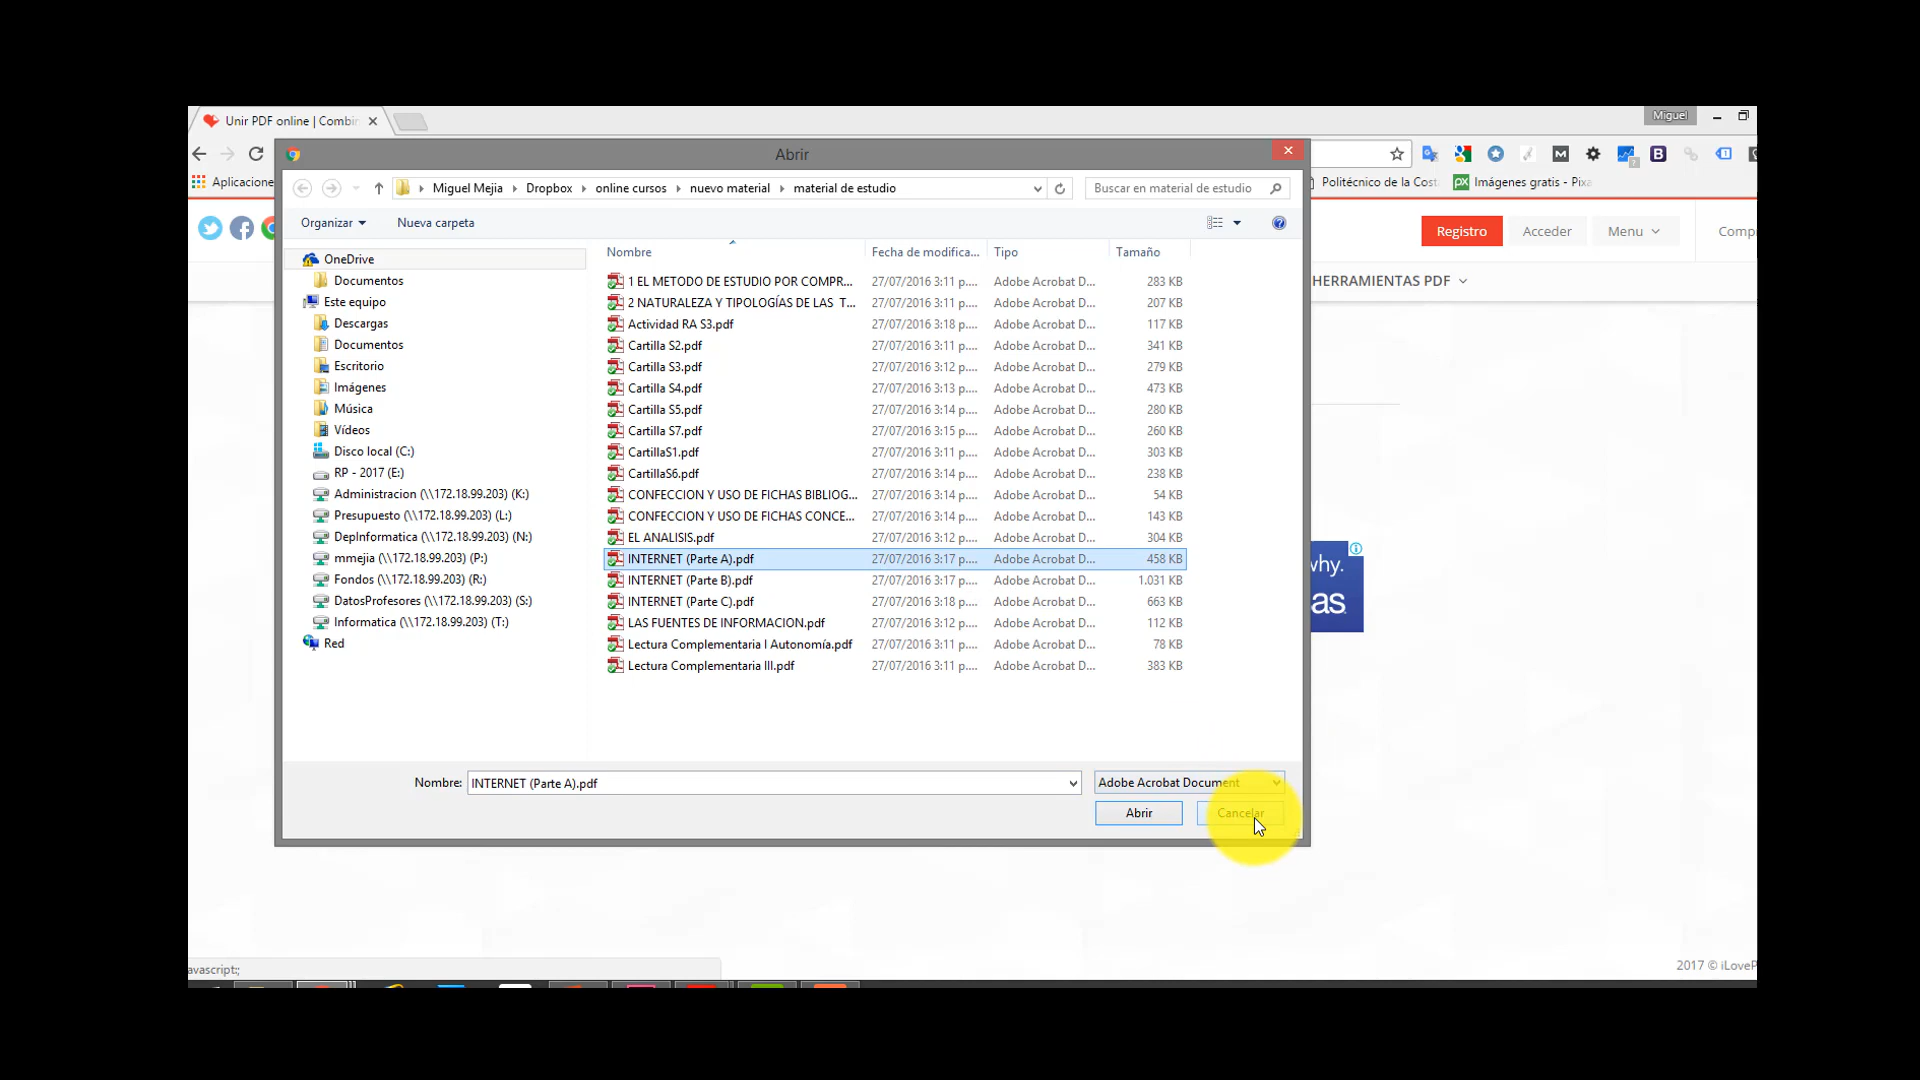 Unir PDF online | Combi
Miguel
Abrir
Aplicacione
Politécnico de la Cost
Imágenes gratis - Pix
Miguel Mejia
Dropbox
online cursos
nuevo material
material de estudio
Buscar en material de estudio
Organizar
Nueva carpeta
Registro
Acceder
Menu
Comp
HERRAMIENTAS PDF
OneDrive
Documentos
Este equipo
Descargas
Documentos
Escritorio
Imágenes
Música
Vídeos
Disco local (C:)
RP - 2017 (E:)
Administracion (\\172.18.99.203) (K:)
Presupuesto (\\172.18.99.203) (L:)
DepInformatica (\\172.18.99.203) (N:)
mmejia (\\172.18.99.203) (P:)
Fondos (\\172.18.99.203) (R:)
DatosProfesores (\\172.18.99.203) (S:)
Informatica (\\172.18.99.203) (T:)
Red
Nombre Fecha de modifica... Tipo Tamaño
1 EL METODO DE ESTUDIO POR COMPR... 27/07/2016 3:11 p.... Adobe Acrobat D... 283 KB
2 NATURALEZA Y TIPOLOGÍAS DE LAS T... 27/07/2016 3:11 p.... Adobe Acrobat D... 207 KB
Actividad RA S3.pdf 27/07/2016 3:18 p.... Adobe Acrobat D... 117 KB
Cartilla S2.pdf 27/07/2016 3:11 p.... Adobe Acrobat D... 341 KB
Cartilla S3.pdf 27/07/2016 3:12 p.... Adobe Acrobat D... 279 KB
Cartilla S4.pdf 27/07/2016 3:13 p.... Adobe Acrobat D... 473 KB
Cartilla S5.pdf 27/07/2016 3:14 p.... Adobe Acrobat D... 280 KB
Cartilla S7.pdf 27/07/2016 3:15 p.... Adobe Acrobat D... 260 KB
CartillaS1.pdf 27/07/2016 3:11 p.... Adobe Acrobat D... 303 KB
CartillaS6.pdf 27/07/2016 3:14 p.... Adobe Acrobat D... 238 KB
CONFECCION Y USO DE FICHAS BIBLIOG... 27/07/2016 3:14 p.... Adobe Acrobat D... 54 KB
CONFECCION Y USO DE FICHAS CONCE... 27/07/2016 3:14 p.... Adobe Acrobat D... 143 KB
EL ANALISIS.pdf 27/07/2016 3:12 p.... Adobe Acrobat D... 304 KB
INTERNET (Parte A).pdf 27/07/2016 3:17 p.... Adobe Acrobat D... 458 KB
INTERNET (Parte B).pdf 27/07/2016 3:17 p.... Adobe Acrobat D... 1.031 KB
INTERNET (Parte C).pdf 27/07/2016 3:18 p.... Adobe Acrobat D... 663 KB
LAS FUENTES DE INFORMACION.pdf 27/07/2016 3:12 p.... Adobe Acrobat D... 112 KB
Lectura Complementaria I Autonomía.pdf 27/07/2016 3:11 p.... Adobe Acrobat D... 78 KB
Lectura Complementaria III.pdf 27/07/2016 3:11 p.... Adobe Acrobat D... 383 KB
why.
as.
Nombre: INTERNET (Parte A).pdf
Adobe Acrobat Document
Abrir
Cancelar
avascript:;
2017 © iLoveP